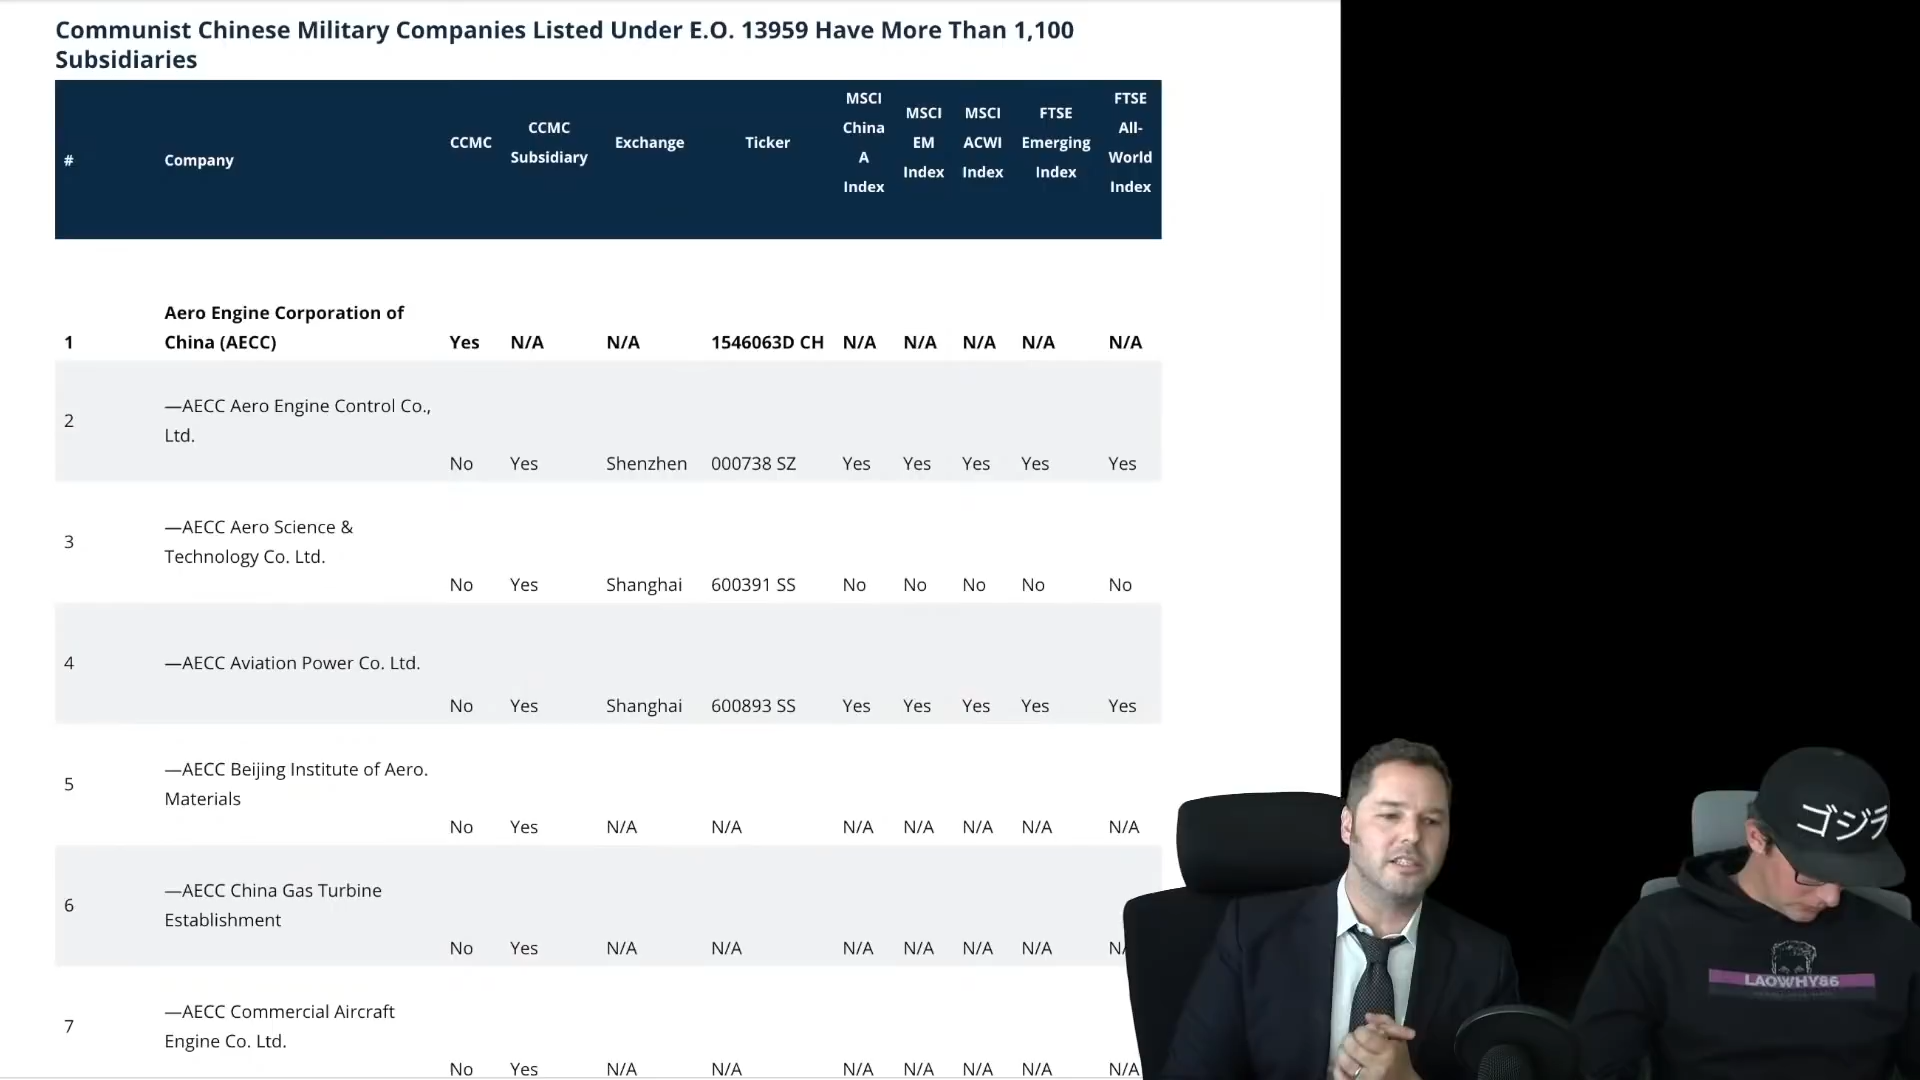 Communist Chinese Military Companies Listed Under E.O. 13959 Have More Than 1,100
Subsidiaries
# Company CCMC CCMC Subsidiary Exchange Ticker MSCI China A Index MSCI EM Index MSCI ACWI Index FTSE Emerging Index FTSE All-World Index
Aero Engine Corporation of
1 China (AECC) Yes N/A N/A 1546063D CH N/A N/A N/A N/A N/A
—AECC Aero Engine Control Co.,
2
Ltd.
No Yes Shenzhen 000738 SZ Yes Yes Yes Yes Yes
—AECC Aero Science &
3
Technology Co. Ltd.
No Yes Shanghai 600391 SS No No No No No
4 —AECC Aviation Power Co. Ltd.
No Yes Shanghai 600893 SS Yes Yes Yes Yes Yes
—AECC Beijing Institute of Aero.
5
Materials
No Yes N/A N/A N/A N/A N/A N/A N/A
—AECC China Gas Turbine
6
Establishment
No Yes N/A N/A N/A N/A N/A N/A N/
—AECC Commercial Aircraft
7
Engine Co. Ltd.
No Yes N/A N/A N/A N/A N/A N/A N/A
ゴジラ
LAOWHY86